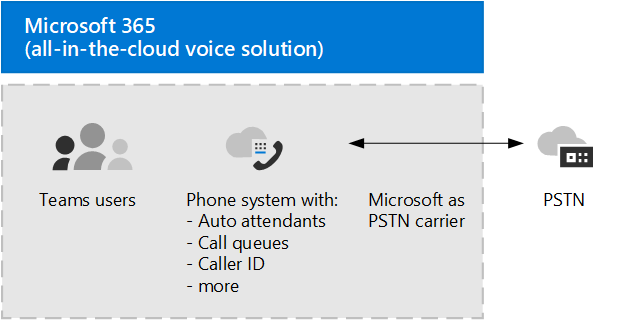 Microsoft 365
(all-in-the-cloud voice solution)
Teams users
Phone system with:
- Auto attendants
- Call queues
- Caller ID
- more
Microsoft as
PSTN carrier
PSTN